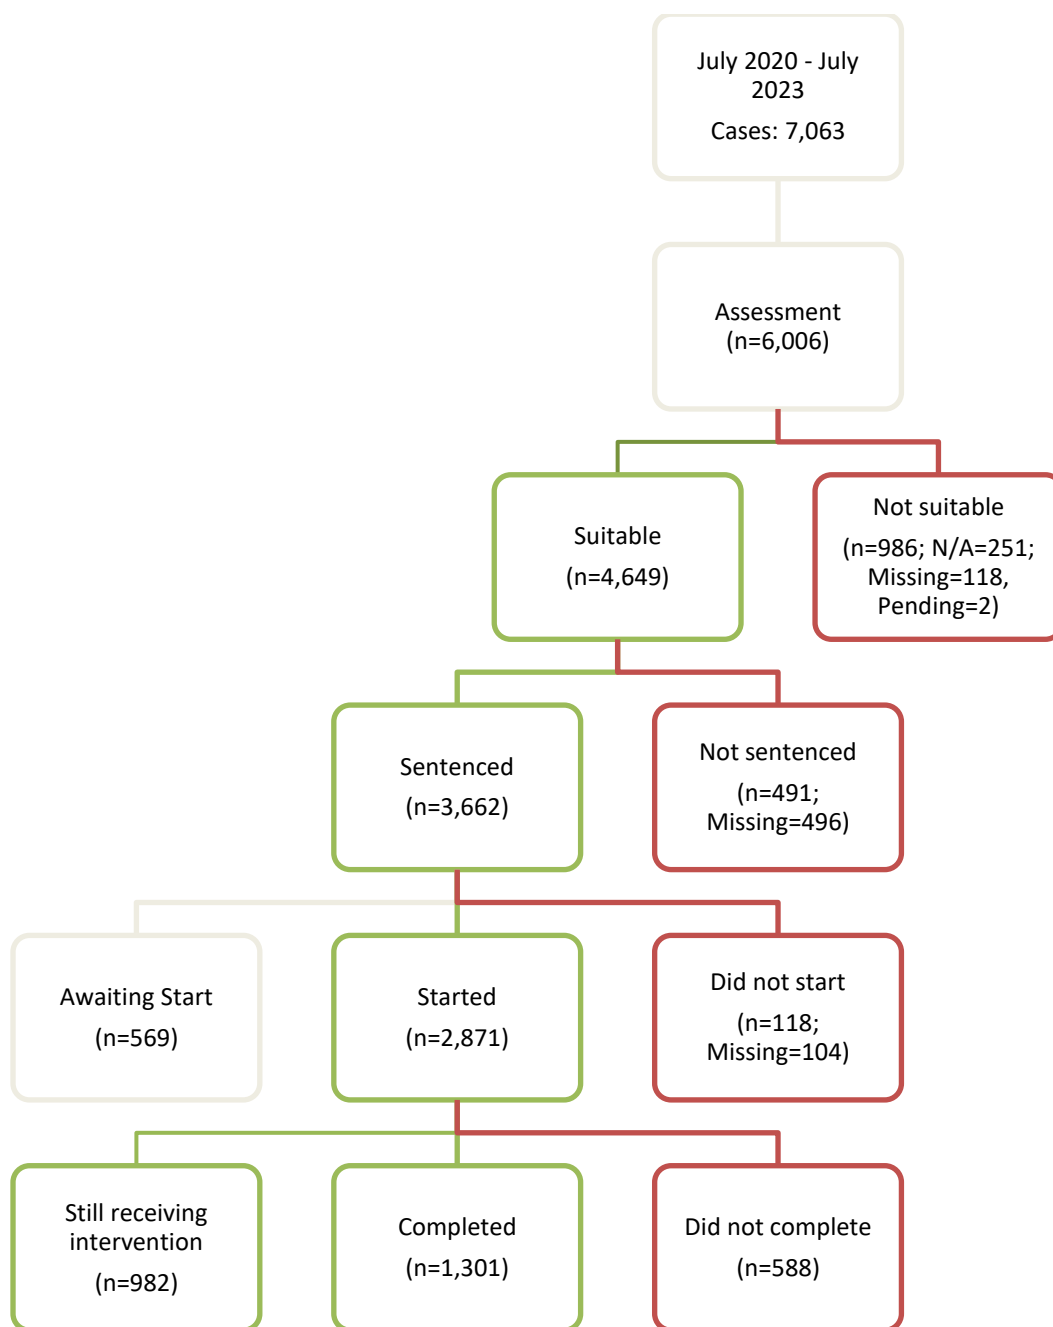 July 2020 - July
2023
Cases: 7,063
Assessment
(n=6,006)
Suitable
(n=4,649)
Not suitable
(n=986; N/A=251;
Missing=118,
Pending=2)
Sentenced
(n=3,662)
Not sentenced
(n=491;
Missing=496)
Awaiting Start
(n=569)
Started
(n=2,871)
Did not start
(n=118;
Missing=104)
Still receiving
intervention
(n=982)
Completed
(n=1,301)
Did not complete
(n=588)